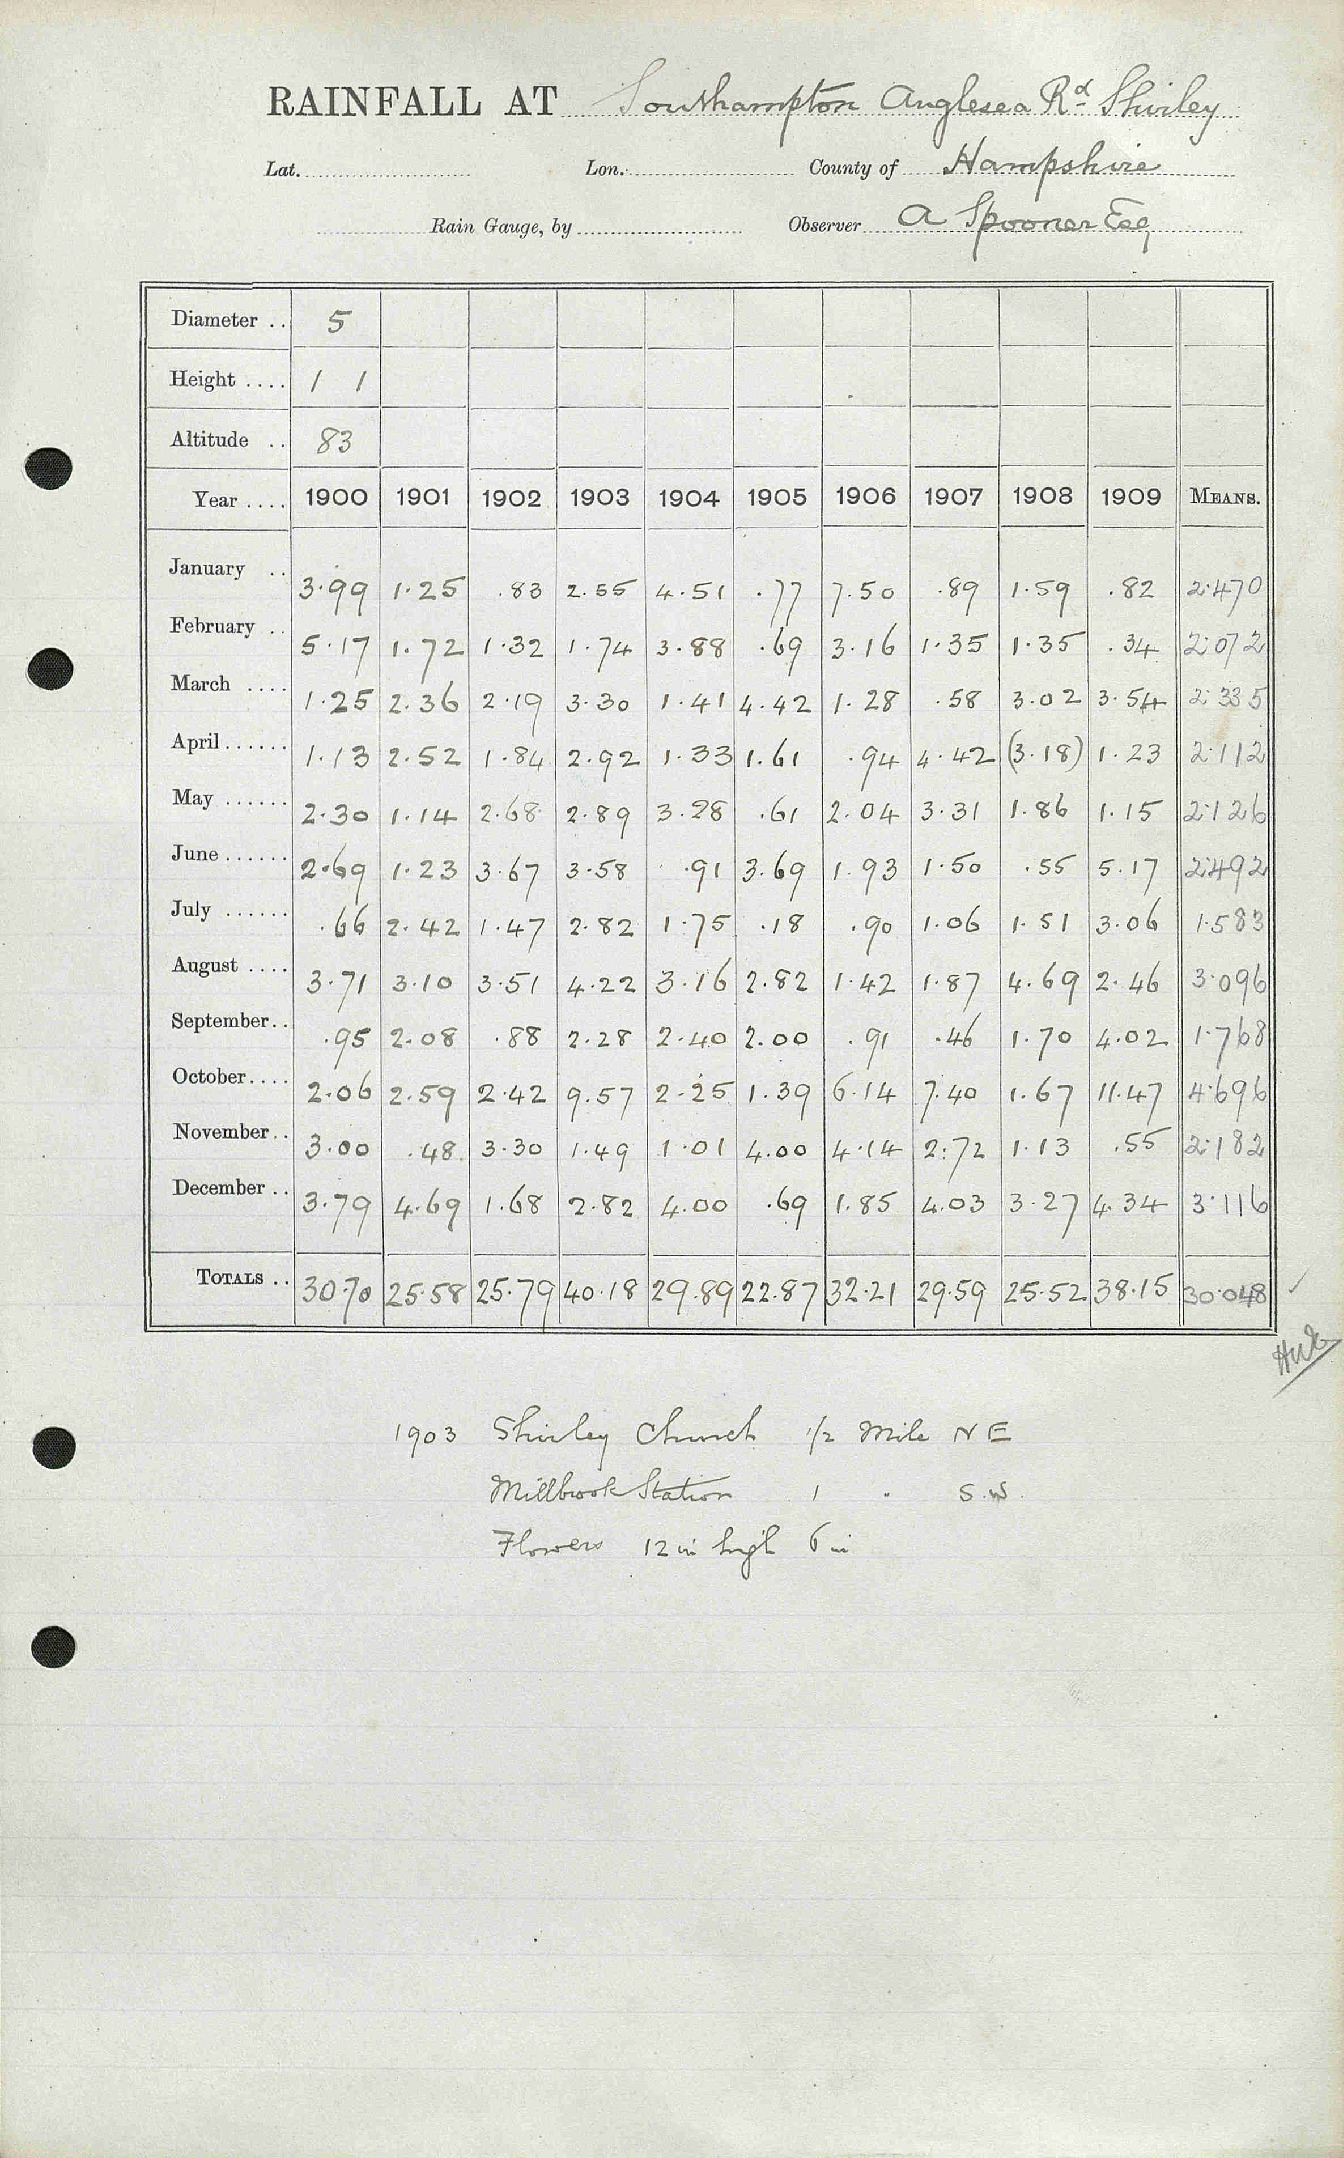 RAINFALL AT Southampton Anglesea Rd Shirley
Lat. Lon. County of Hampshire
Rain Gauge, by Observer A Spooner Esq
Diameter .. 5
Height .... 1 1
Altitude .. 83
Year .... 1900 1901 1902 1903 1904 1905 1906 1907 1908 1909 MEANS.
January .. 3.99 1.25 .83 2.55 4.51 .77 7.50 .89 1.59 .82 2.470
February .. 5.17 1.72 1.32 1.74 3.88 .69 3.16 1.35 1.35 .34 2.072
March .... 1.25 2.36 2.19 3.30 1.41 4.42 1.28 .58 3.02 3.54 2.335
April...... 1.13 2.52 1.84 2.92 1.33 1.61 .94 4.42 (3.18) 1.23 2.112
May ...... 2.30 1.14 2.68 2.89 3.28 .61 2.04 3.31 1.86 1.15 2.126
June ...... 2.69 1.23 3.67 3.58 .91 3.69 1.93 1.50 .55 5.17 2.492
July ...... .66 2.42 1.47 2.82 1.75 .18 .90 1.06 1.51 3.06 1.583
August .... 3.71 3.10 3.51 4.22 3.16 2.82 1.42 1.87 4.69 2.46 3.096
September.. .95 2.08 .88 2.28 2.40 2.00 .91 .46 1.70 4.02 1.768
October.... 2.06 2.59 2.42 9.57 2.25 1.39 6.14 7.40 1.67 11.47 4.696
November.. 3.00 .48 3.30 1.49 1.01 4.00 4.14 2.72 1.13 .55 2.182
December .. 3.79 4.69 1.68 2.82 4.00 .69 1.85 4.03 3.27 4.34 3.116
TOTALS .. 30.70 25.58 25.79 40.18 29.89 22.87 32.21 29.59 25.52 38.15 30.048
1903 Shirley Church 1/2 Mile N E
Millbrook Station 1 " S.W
Flowers 12 in high 6 in